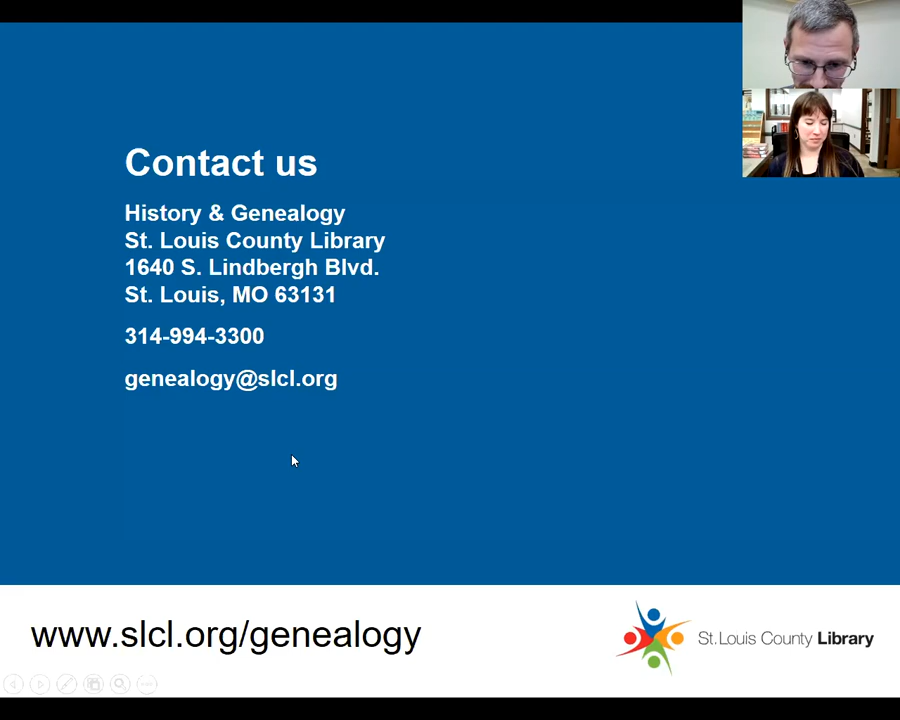 Contact us
History & Genealogy
St. Louis County Library
1640 S. Lindbergh Blvd.
St. Louis, MO 63131
314-994-3300
genealogy@slcl.org
www.slcl.org/genealogy
St.Louis County Library